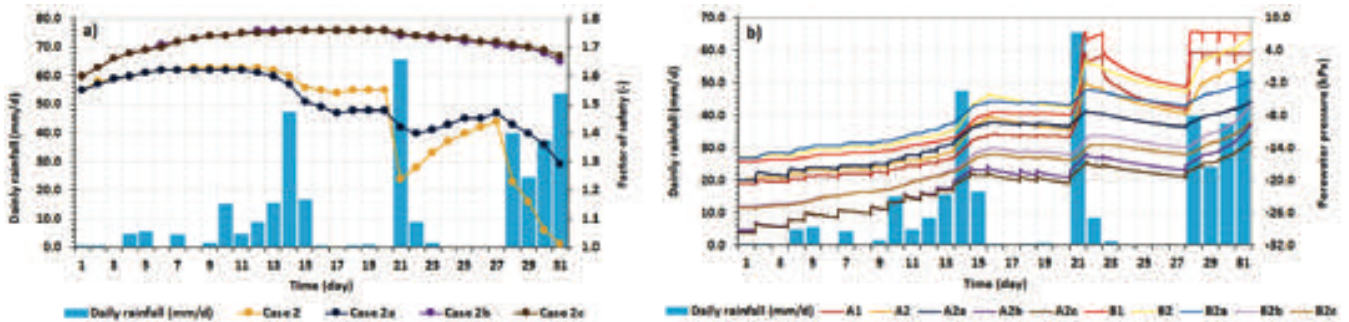 a)
80.0
70.0
60.0
50.0
40.0
30.0
20.0
10.0
0.0
Daily rainfall (mm/d)
1.8
1.7
1.6
1.5
1.4
1.3
1.2
1.1
1.0
Factor of safety (-)
1 3 5 7 9 11 13 15 17 19 21 23 25 27 29 31
Time (day)
Daily rainfall (mm/d) Case 2 Case 2a Case 2b Case 2c
b)
70.0
60.0
50.0
40.0
30.0
20.0
10.0
0.0
Daily rainfall (mm/d)
10.0
4.0
-2.0
-8.0
-14.0
-20.0
-26.0
-32.0
Porewater pressure (kPa)
1 3 5 7 9 11 13 15 17 19 21 23 25 27 29 31
Time (day)
Daily rainfall (mm/d) A1 A2 A2a A2b A2c B1 B2 B2a B2b B2c